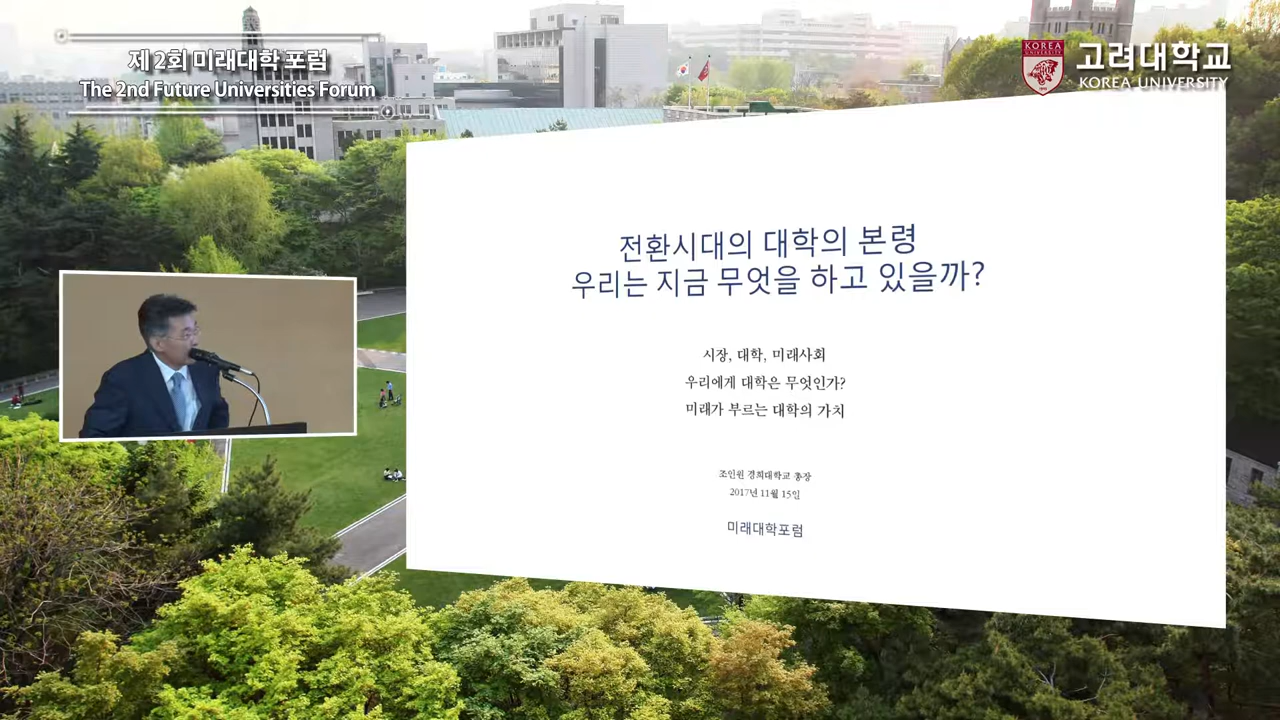 제 2회 미래대학 포럼
The 2nd Future Universities Forum
KOREA
UNIVERSITY
1905
고려대학교
KOREA UNIVERSITY
전환시대의 대학의 본령
우리는 지금 무엇을 하고 있을까?
시장, 대학, 미래사회
우리에게 대학은 무엇인가?
미래가 부르는 대학의 가치
조인원 경희대학교 총장
2017년 11월 15일
미래대학포럼